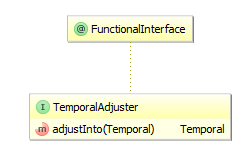 @ FunctionalInterface
I TemporalAdjuster
m adjustInto(Temporal) Temporal